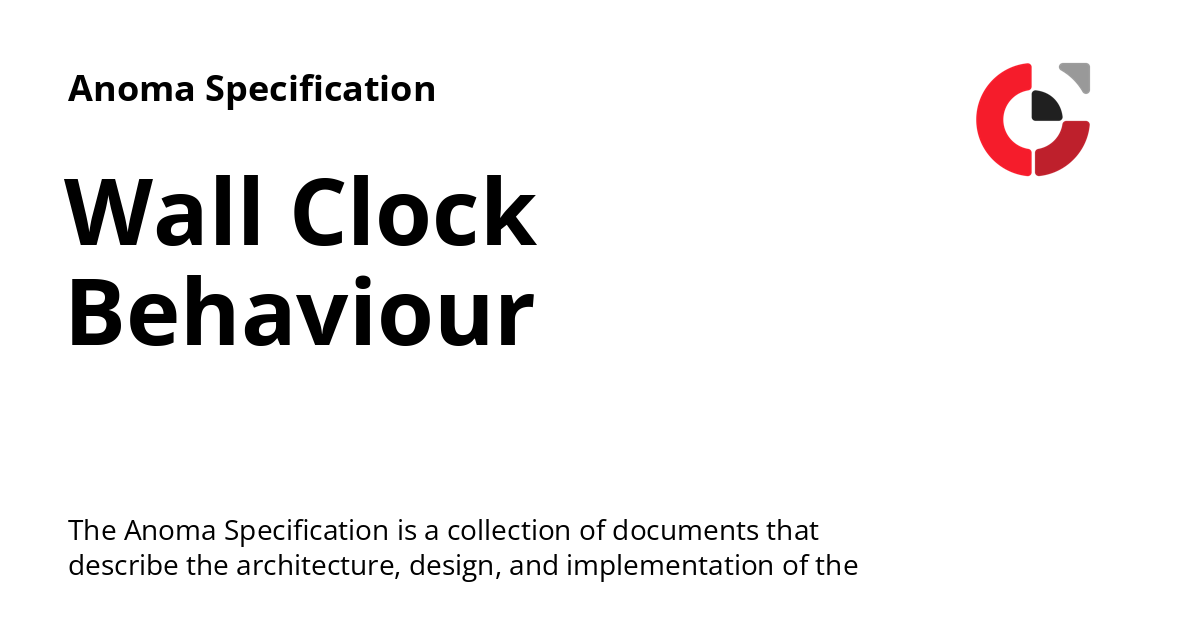 Anoma Specification
Wall Clock
Behaviour
The Anoma Specification is a collection of documents that
describe the architecture, design, and implementation of the